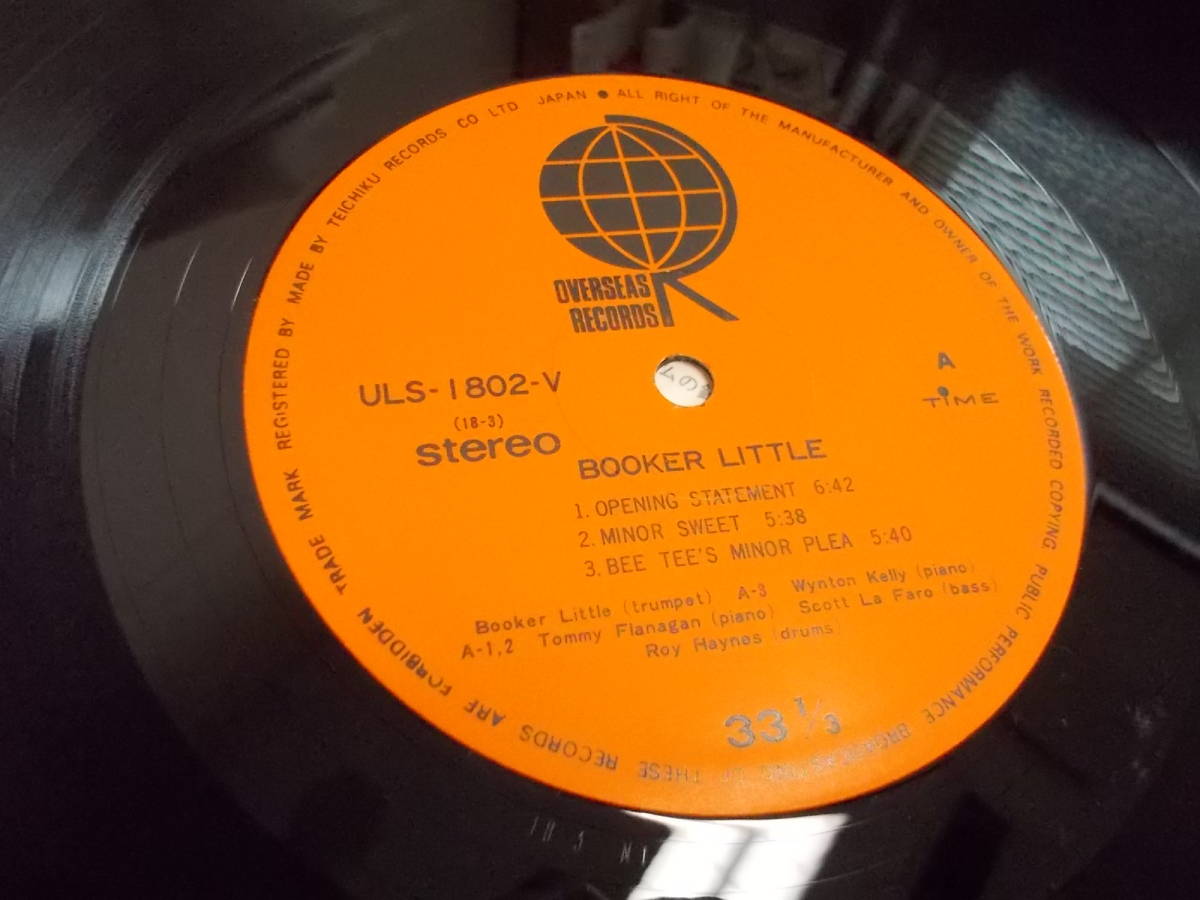 TRADE MARK REGISTERED BY MADE BY TEICHIKU RECORDS CO LTD JAPAN ● ALL RIGHT OF THE MANUFACTURER AND OWNER OF THE WORK RECORDED COPYING PUBLIC PERFORMANCE BROADCASTING OF THESE RECORDS ARE FORBIDDEN
OVERSEAS
RECORDS
R
A
TIME
ULS-1802-V
(18-3)
stereo
BOOKER LITTLE
1. OPENING STATEMENT 6:42
2. MINOR SWEET 5:38
3. BEE TEE'S MINOR PLEA 5:40
Booker Little (trumpet) A-3 Wynton Kelly (piano)
A-1,2 Tommy Flanagan (piano) Scott La Faro (bass)
Roy Haynes (drums)
33 1/3